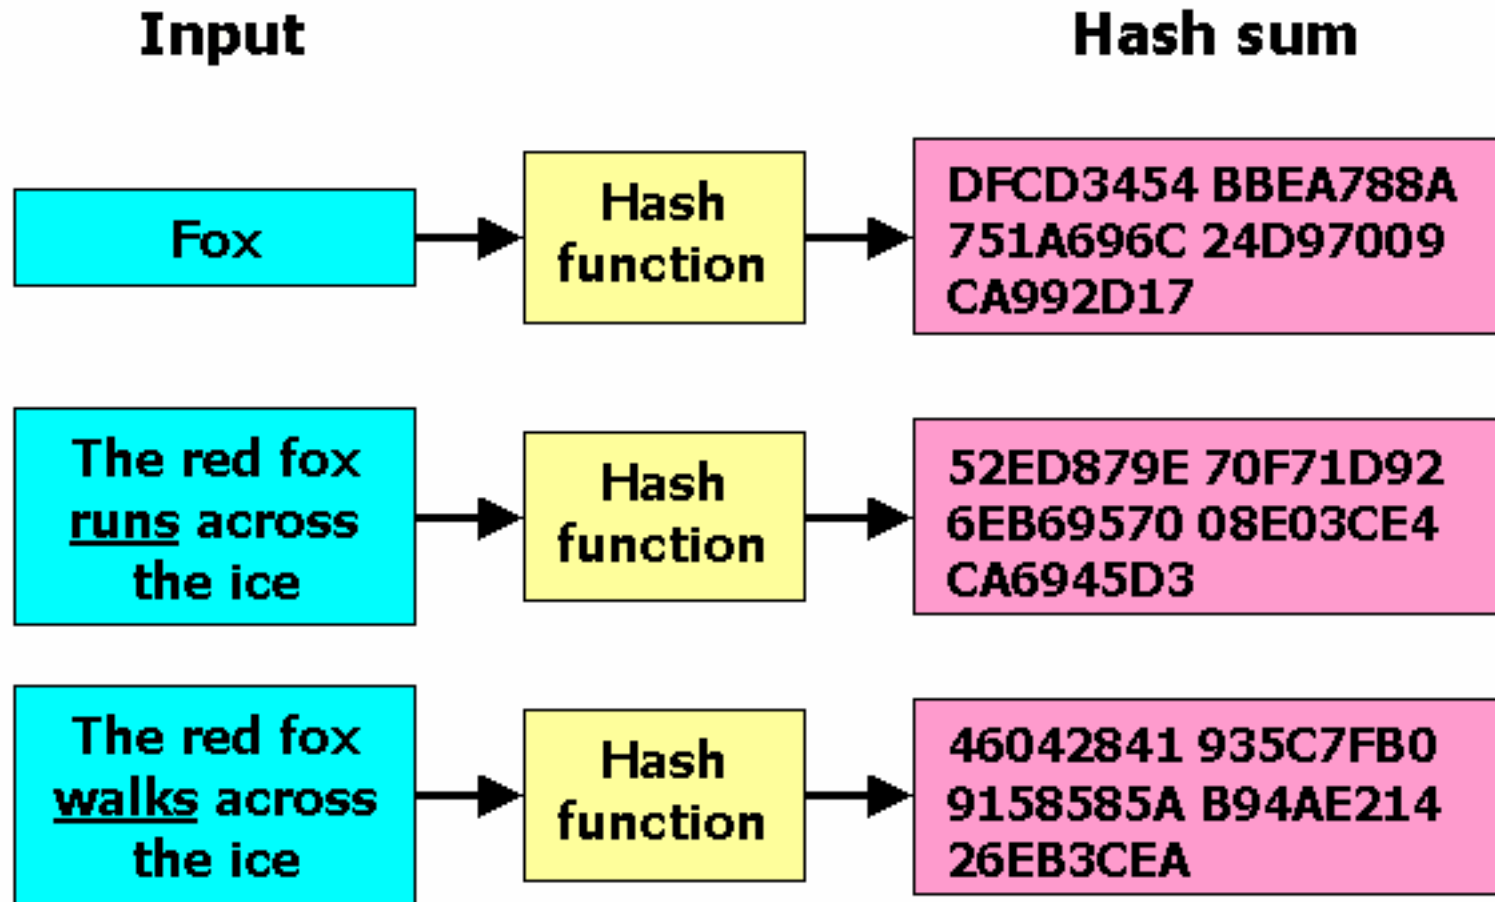 Input
Hash sum
Fox
Hash
function
DFCD3454 BBEA788A
751A696C 24D97009
CA992D17
The red fox
runs across
the ice
Hash
function
52ED879E 70F71D92
6EB69570 08E03CE4
CA6945D3
The red fox
walks across
the ice
Hash
function
46042841 935C7FB0
9158585A B94AE214
26EB3CEA